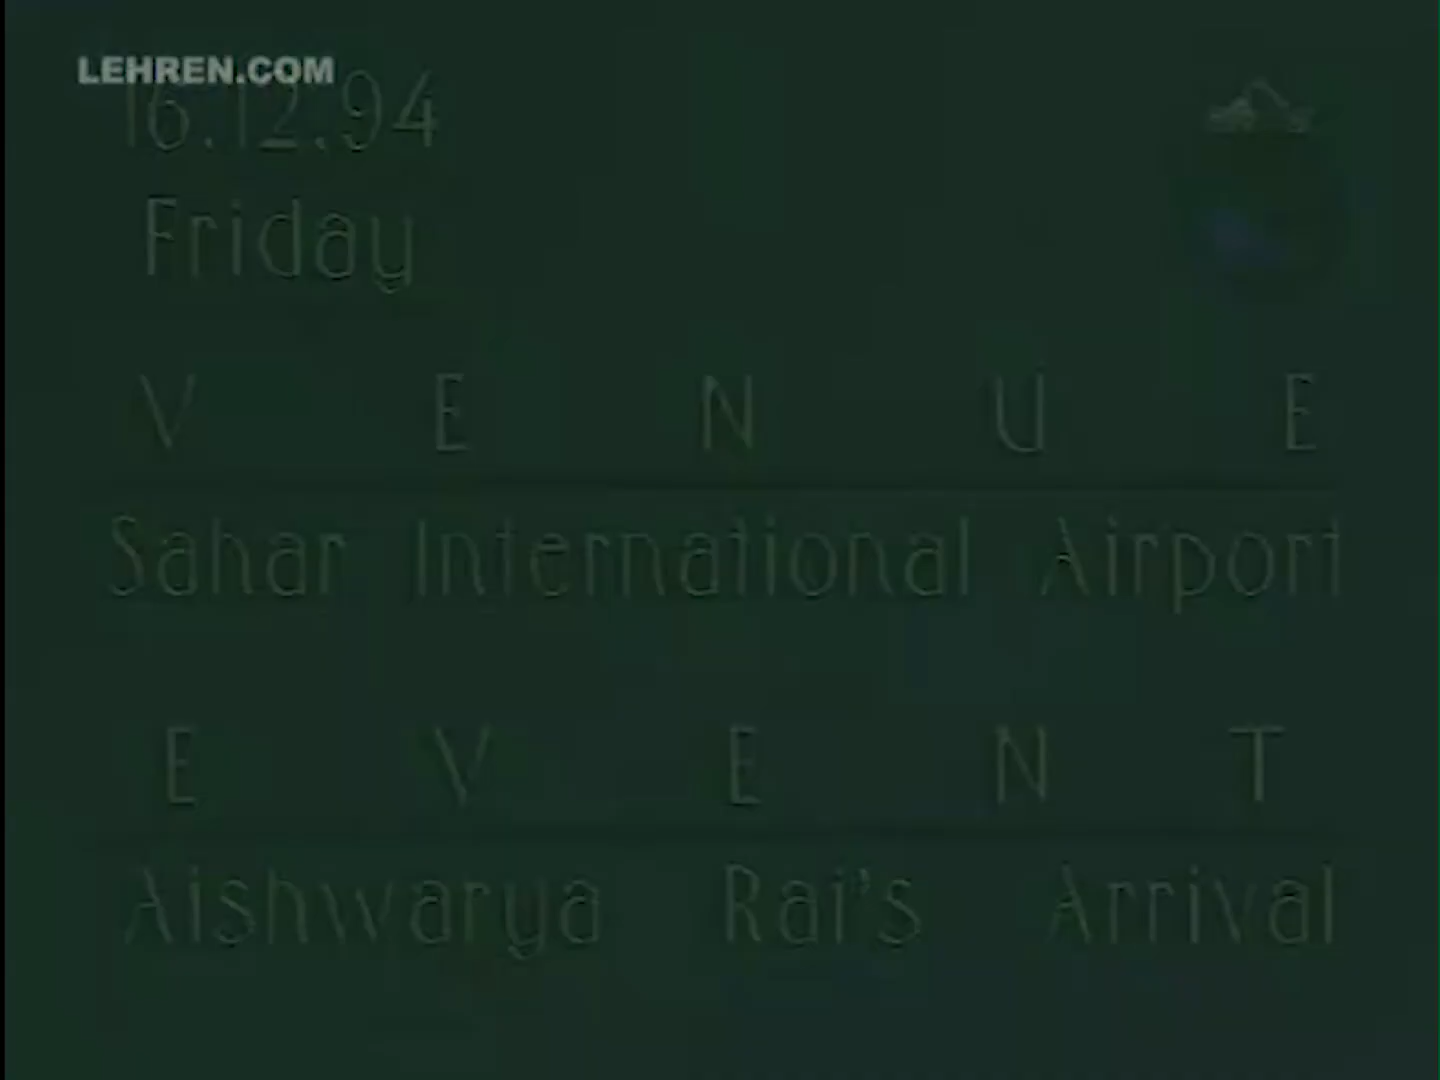 LEHREN.COM
16.12.94
Friday
V E N U E
Sahar International Airport
E V E N T
Aishwarya Rai's Arrival